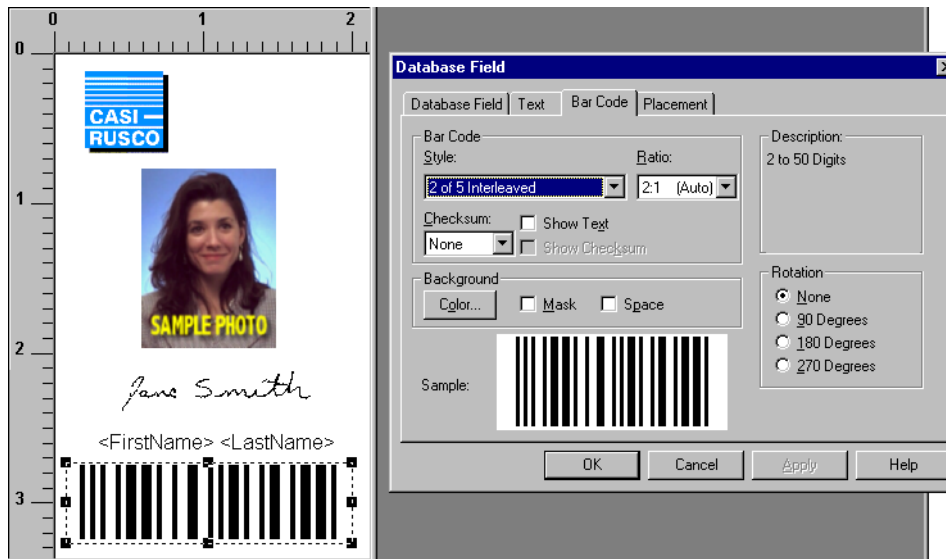 0 1 2
0
CASI
RUSCO
1
SAMPLE PHOTO
2
Jane Smith
<FirstName> <LastName>
3
Database Field
Database Field Text Bar Code Placement
Bar Code
Style: Ratio:
2 of 5 Interleaved 2:1 (Auto)
Checksum:
None Show Text
Show Checksum
Description:
2 to 50 Digits
Background
Color... Mask Space
Rotation
None
90 Degrees
180 Degrees
270 Degrees
Sample:
OK Cancel Apply Help